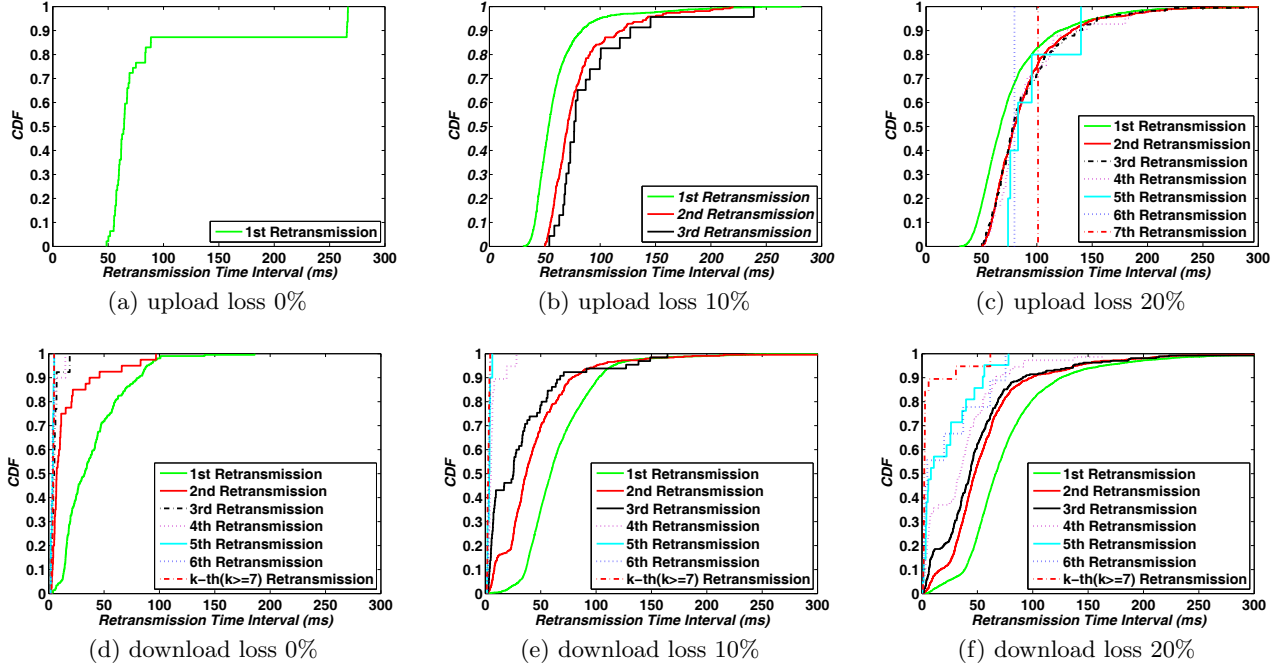 1
0.9
0.8
0.7
0.6
0.5
0.4
0.3
0.2
0.1
0
CDF
1st Retransmission
0 50 100 150 200 250 300
Retransmission Time Interval (ms)
(a) upload loss 0%
1
0.9
0.8
0.7
0.6
0.5
0.4
0.3
0.2
0.1
0
CDF
1st Retransmission
2nd Retransmission
3rd Retransmission
0 50 100 150 200 250 300
Retransmission Time Interval (ms)
(b) upload loss 10%
1
0.9
0.8
0.7
0.6
0.5
0.4
0.3
0.2
0.1
0
CDF
1st Retransmission
2nd Retransmission
3rd Retransmission
4th Retransmission
5th Retransmission
6th Retransmission
7th Retransmission
0 50 100 150 200 250 300
Retransmission Time Interval (ms)
(c) upload loss 20%
1
0.9
0.8
0.7
0.6
0.5
0.4
0.3
0.2
0.1
0
CDF
1st Retransmission
2nd Retransmission
3rd Retransmission
4th Retransmission
5th Retransmission
6th Retransmission
k-th(k>=7) Retransmission
0 50 100 150 200 250 300
Retransmission Time Interval (ms)
(d) download loss 0%
1
0.9
0.8
0.7
0.6
0.5
0.4
0.3
0.2
0.1
0
CDF
1st Retransmission
2nd Retransmission
3rd Retransmission
4th Retransmission
5th Retransmission
6th Retransmission
k-th(k>=7) Retransmission
0 50 100 150 200 250 300
Retransmission Time Interval (ms)
(e) download loss 10%
1
0.9
0.8
0.7
0.6
0.5
0.4
0.3
0.2
0.1
0
CDF
1st Retransmission
2nd Retransmission
3rd Retransmission
4th Retransmission
5th Retransmission
6th Retransmission
k-th(k>=7) Retransmission
0 50 100 150 200 250 300
Retransmission Time Interval (ms)
(f) download loss 20%